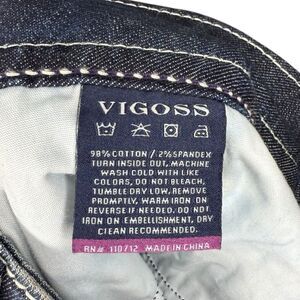 VIGOSS
98% COTTON / 2% SPANDEX
TURN INSIDE OUT, MACHINE
WASH COLD WITH LIKE
COLORS, DO NOT BLEACH,
TUMBLE DRY LOW, REMOVE
PROMPTLY, WARM IRON ON
REVERSE IF NEEDED. DO NOT
IRON ON EMBELLISHMENT, DRY
CLEAN RECOMMENDED.
RN# 110712 MADE IN CHINA